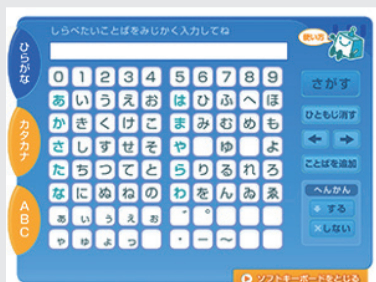 しらべたいことばをみじかく入力してね
使い方
ひらがな
カタカナ
ABC
0 1 2 3 4 5 6 7 8 9
あ い う え お は ひ ふ へ ほ
か き く け こ ま み む め も
さ し す せ そ や ゆ よ
た ち つ て と ら り る れ ろ
な に ぬ ね の わ を ん ゐ ゑ
ぁ ぃ ぅ ぇ ぉ ゛ ゜
ゃ ゅ ょ っ ・ ー ～
さがす
ひともじ消す
← →
ことばを追加
へんかん
する
×しない
ソフトキーボードをとじる